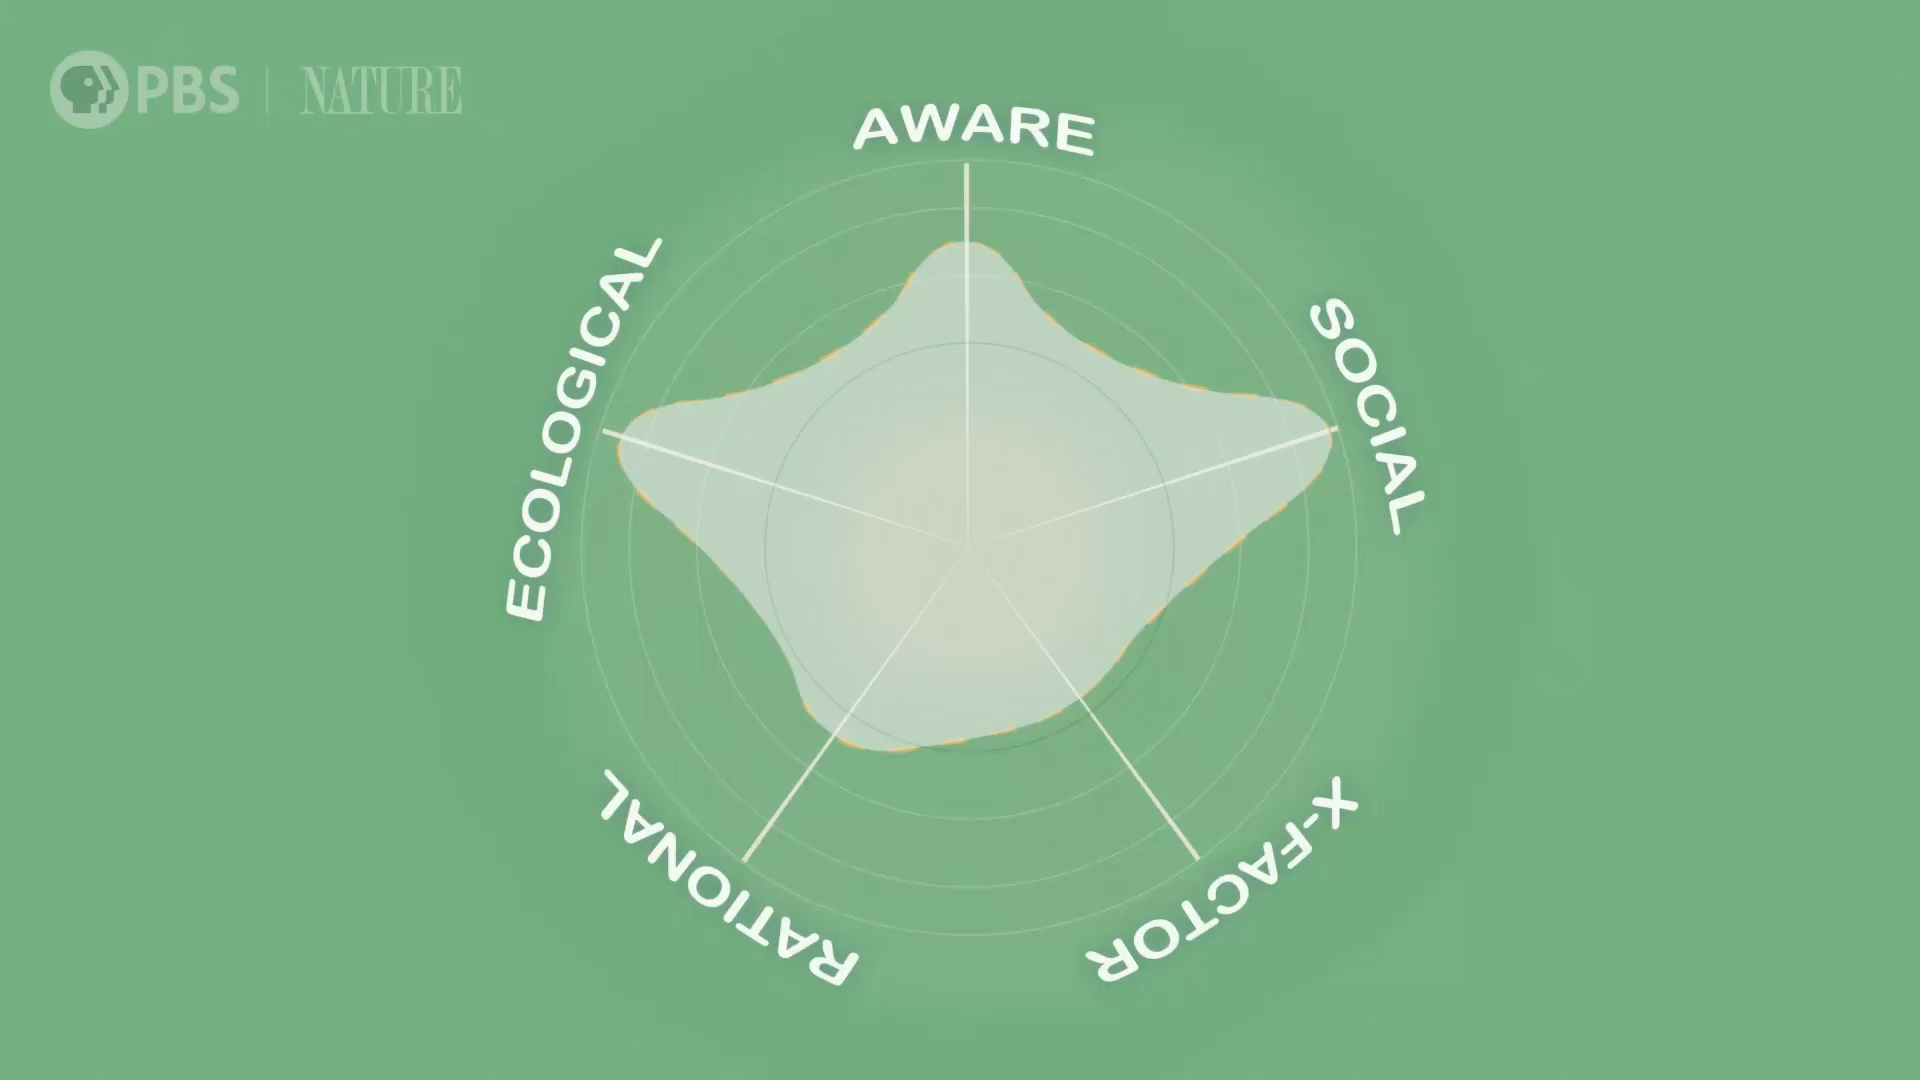 PBS | NATURE
AWARE
SOCIAL
X-FACTOR
RATIONAL
ECOLOGICAL